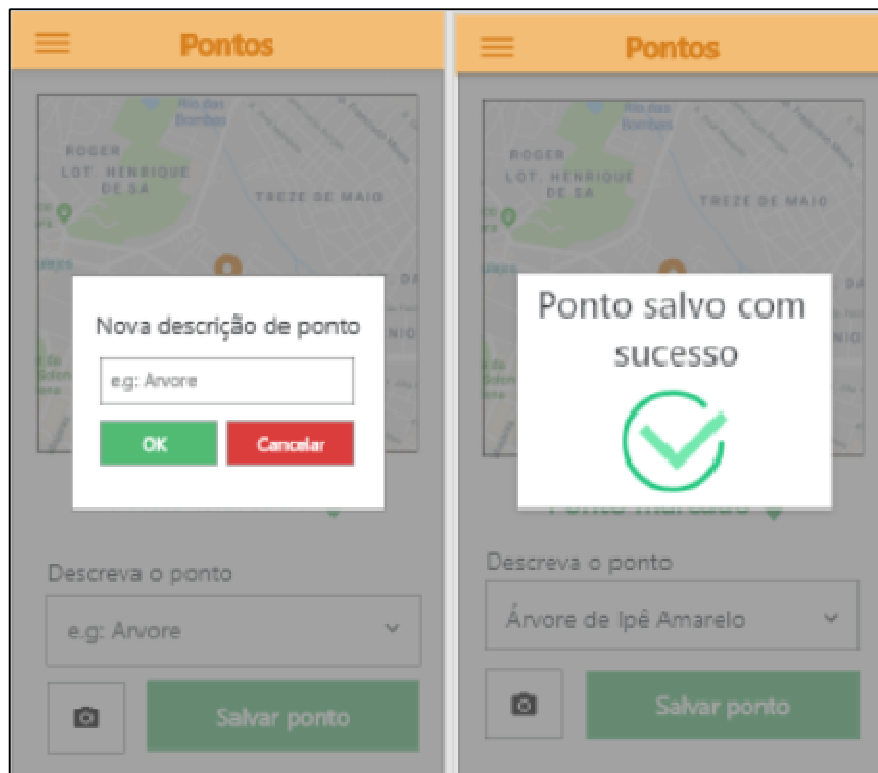 Pontos
Rio das
Bombas
ROGER
LOT. HENRIQUE
DE SA
TREZE DE MAIO
Nova descrição de ponto
e.g: Arvore
OK
Cancelar
Descreva o ponto
e.g: Arvore
Salvar ponto
Pontos
Rio das
Bombas
ROGER
LOT. HENRIQUE
DE SA
TREZE DE MAIO
Ponto salvo com
sucesso
Ponto marcado
Descreva o ponto
Árvore de Ipê Amarelo
Salvar ponto